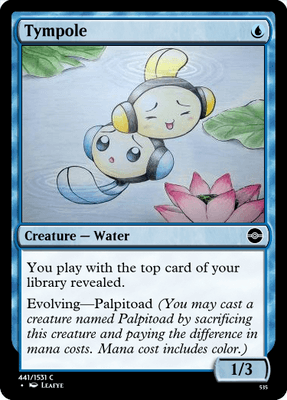 Tympole
Creature — Water
You play with the top card of your
library revealed.
Evolving—Palpitoad (You may cast a
creature named Palpitoad by sacrificing
this creature and paying the difference in
mana costs. Mana cost includes color.)
1/3
441/1531 C
LEAFYE
515